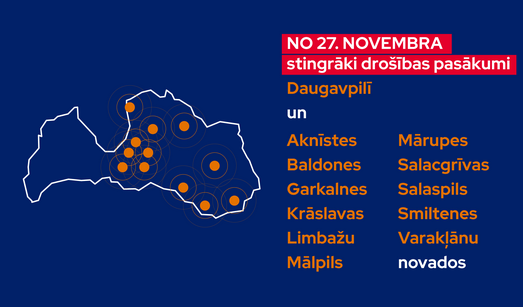 NO 27. NOVEMBRA
stingrāki drošības pasākumi
Daugavpilī
un
Aknīstes
Baldones
Garkalnes
Krāslavas
Limbažu
Mālpils
Mārupes
Salacgrīvas
Salaspils
Smiltenes
Varakļānu
novados